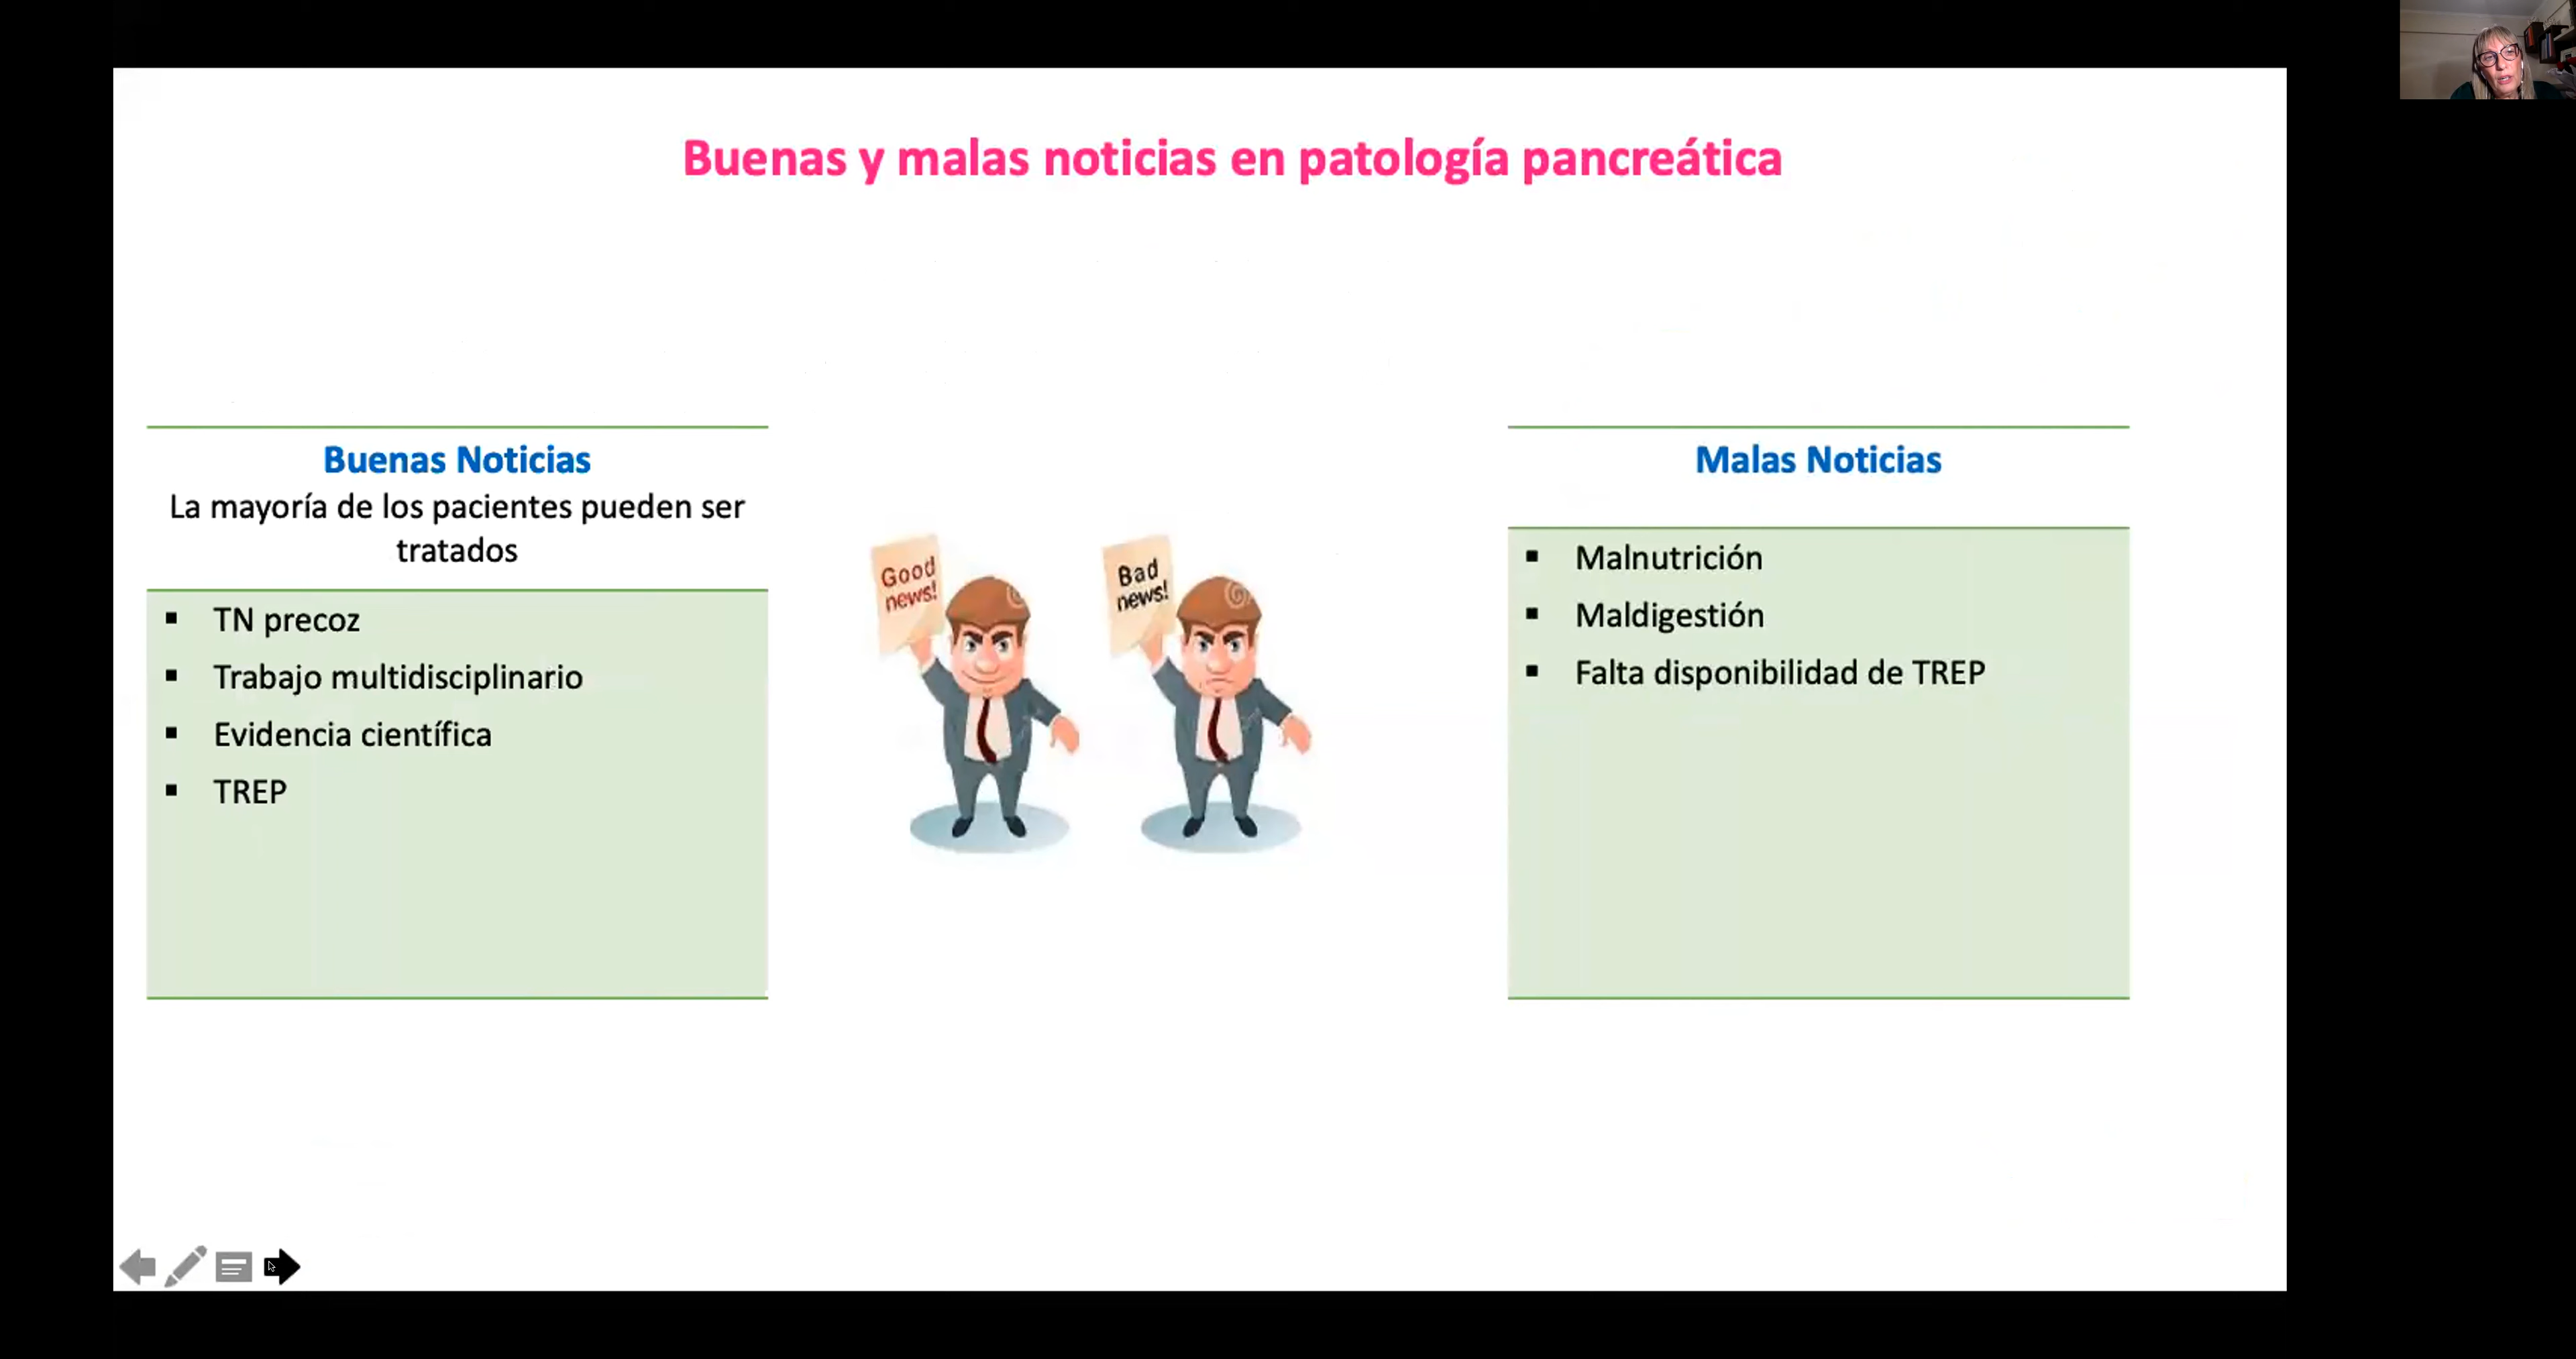 Buenas y malas noticias en patología pancreática
Buenas Noticias
La mayoría de los pacientes pueden ser
tratados
▪ TN precoz
▪ Trabajo multidisciplinario
▪ Evidencia científica
▪ TREP
Good
news!
Bad
news!
Malas Noticias
▪ Malnutrición
▪ Maldigestión
▪ Falta disponibilidad de TREP